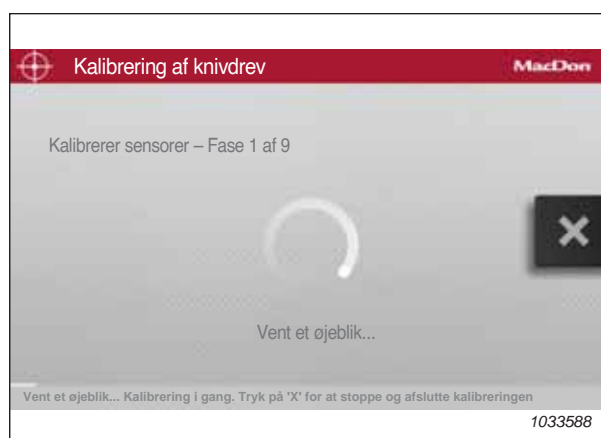 Kalibrering af knivdrev
MacDon
Kalibrerer sensorer – Fase 1 af 9
Vent et øjeblik...
Vent et øjeblik... Kalibrering i gang. Tryk på 'X' for at stoppe og afslutte kalibreringen
1033588